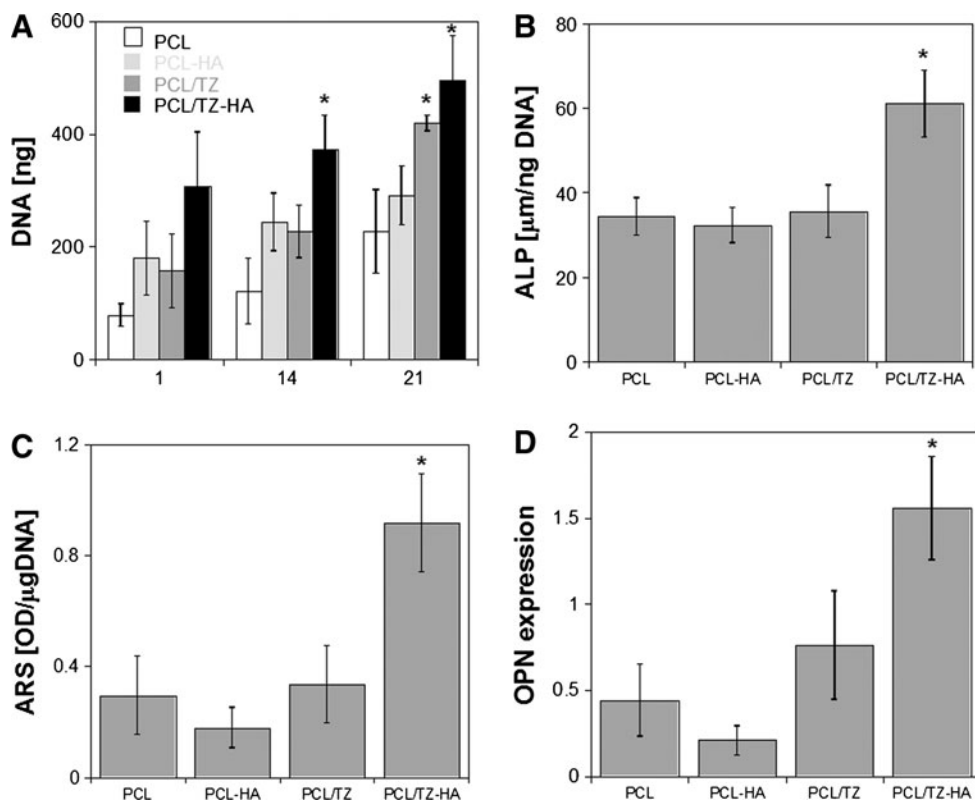 A
DNA [ng]
600
400
200
0
PCL
PCL-HA
PCL/TZ
PCL/TZ-HA
*
*
*
1 14 21
B
ALP [μm/ng DNA]
80
60
40
20
0
*
PCL PCL-HA PCL/TZ PCL/TZ-HA
C
ARS [OD/μgDNA]
1.2
0.8
0.4
0
*
PCL PCL-HA PCL/TZ PCL/TZ-HA
D
OPN expression
2
1.5
1
0.5
0
*
PCL PCL-HA PCL/TZ PCL/TZ-HA